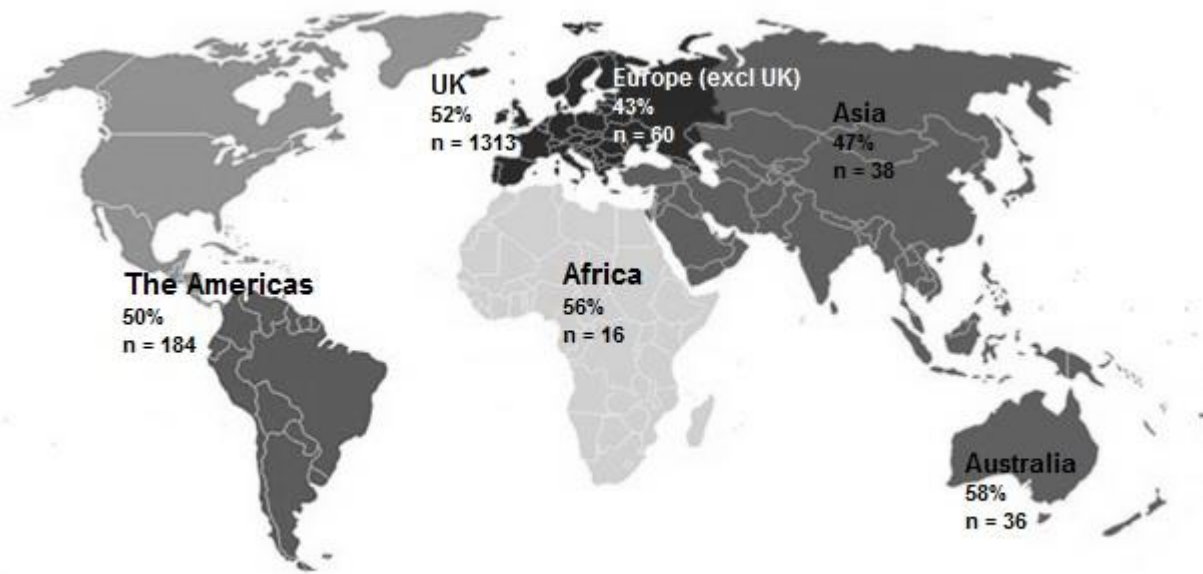 UK
52%
n = 1313
Europe (excl UK)
43%
n = 60
Asia
47%
n = 38
The Americas
50%
n = 184
Africa
56%
n = 16
Australia
58%
n = 36